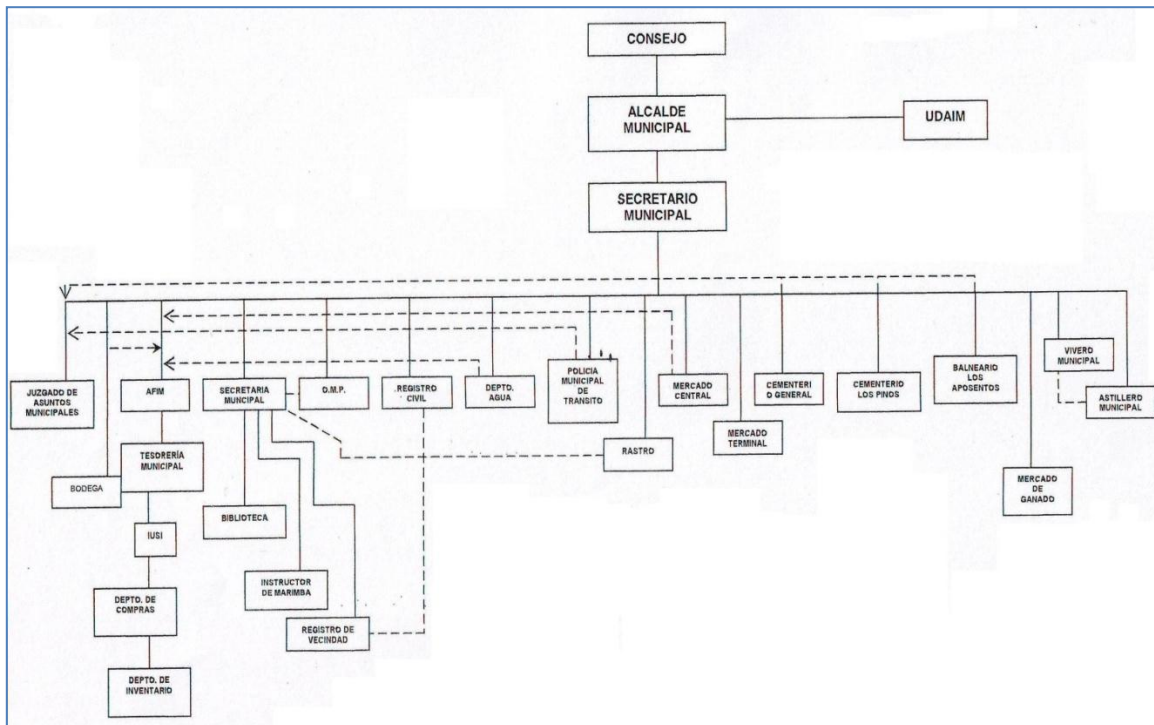 CONSEJO
ALCALDE
MUNICIPAL
UDAIM
SECRETARIO
MUNICIPAL
JUZGADO DE
ASUNTOS
MUNICIPALES
AFIM
SECRETARIA
MUNCIPAL
O.M.P.
REGISTRO
CIVIL
DEPTO.
AGUA
POLICIA
MUNICIPAL
DE
TRANSITO
MERCADO
CENTRAL
CEMENTERI
O GENERAL
CEMENTERIO
LOS PINOS
BALNEARIO
LOS
APOSENTOS
VIVERO
MUNICIPAL
ASTILLERO
MUNICIPAL
TESORERÍA
MUNICIPAL
RASTRO
MERCADO
TERMINAL
BODEGA
MERCADO
DE
GANADO
BIBLIOTECA
IUSI
INSTRUCTOR
DE MARIMBA
DEPTO. DE
COMPRAS
REGISTRO DE
VECINDAD
DEPTO. DE
INVENTARIO